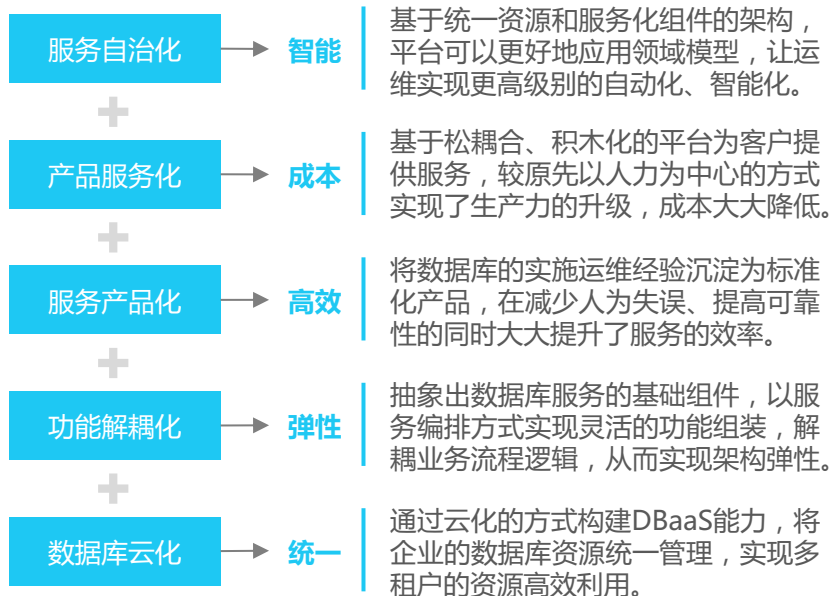 服务自治化
智能
基于统一资源和服务化组件的架构，
平台可以更好地应用领域模型，让运
维实现更高级别的自动化、智能化。
产品服务化
成本
基于松耦合、积木化的平台为客户提
供服务，较原先以人力为中心的方式
实现了生产力的升级，成本大大降低。
服务产品化
高效
将数据库的实施运维经验沉淀为标准
化产品，在减少人为失误、提高可靠
性的同时大大提升了服务的效率。
功能解耦化
弹性
抽象出数据库服务的基础组件，以服
务编排方式实现灵活的功能组装，解
耦业务流程逻辑，从而实现架构弹性。
数据库云化
统一
通过云化的方式构建DBaaS能力，将
企业的数据库资源统一管理，实现多
租户的资源高效利用。